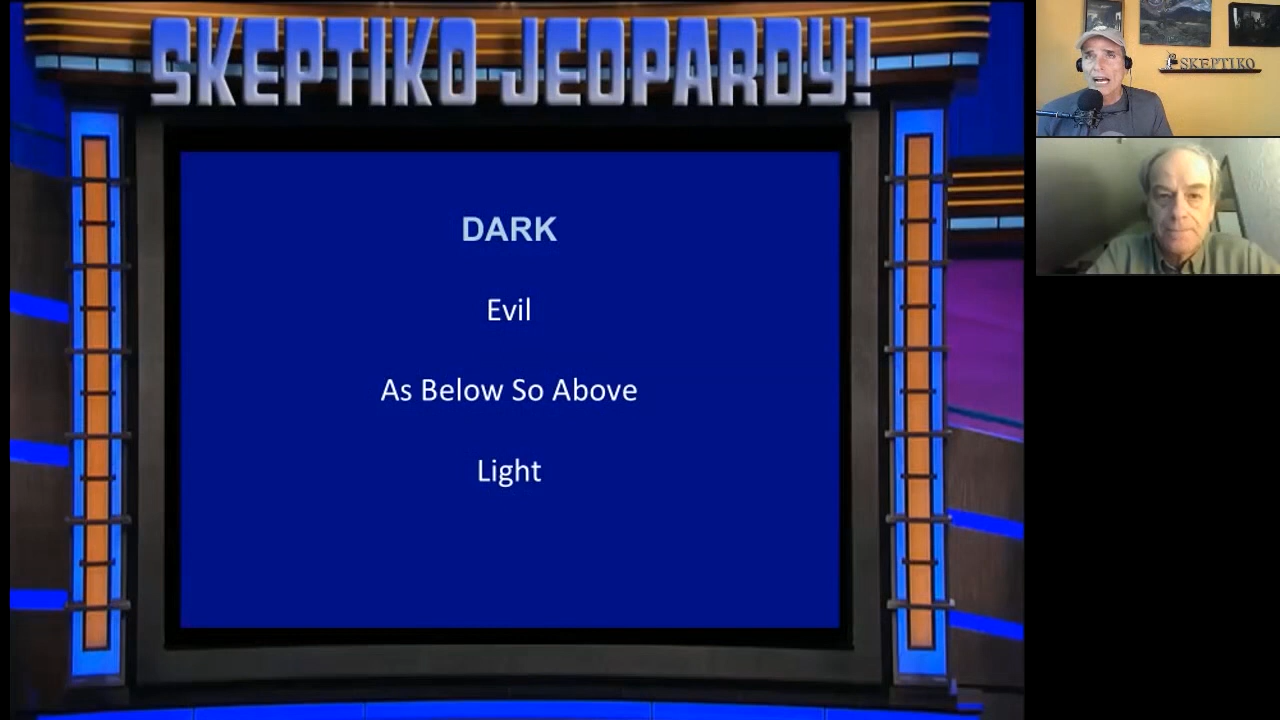 SKEPTIKO JEOPARDY!
DARK
Evil
As Below So Above
Light
SKEPTIKO